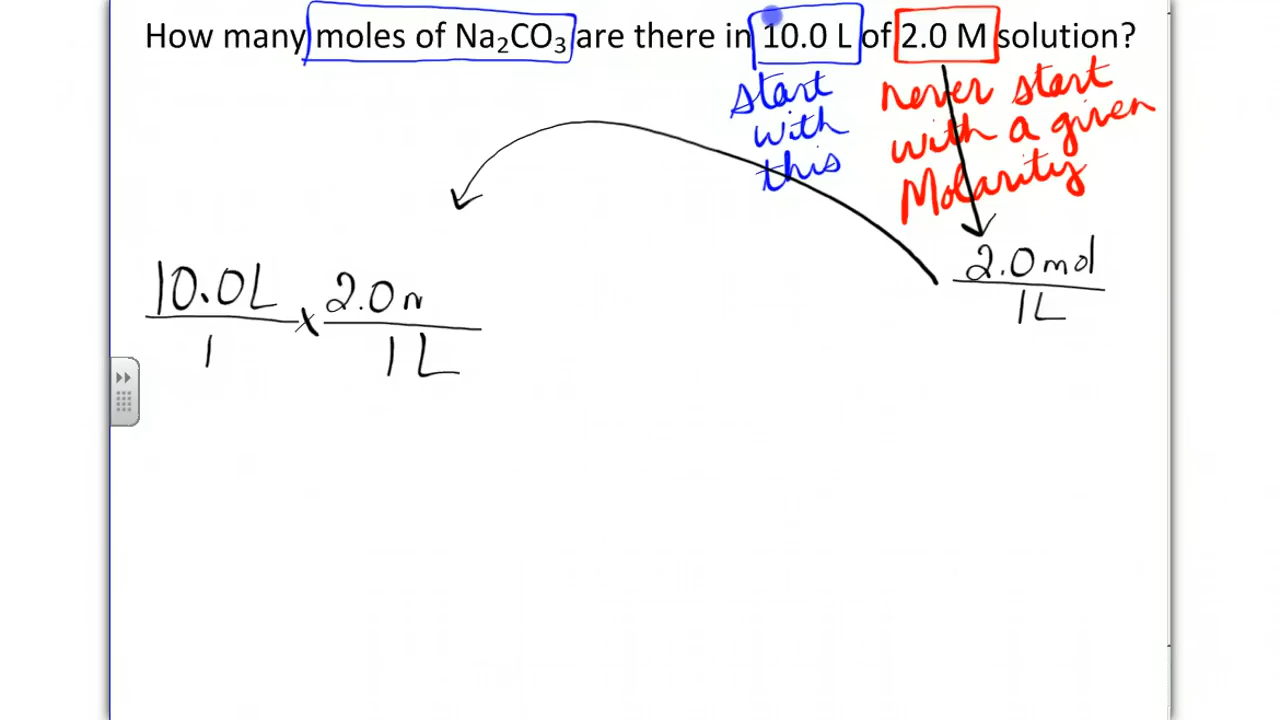 How many moles of Na₂CO₃ are there in 10.0 L of 2.0 M solution?
start
with
this
never start
with a given
Molarity
2.0 mol
1 L
10.0 L x 2.0 n
1 1 L